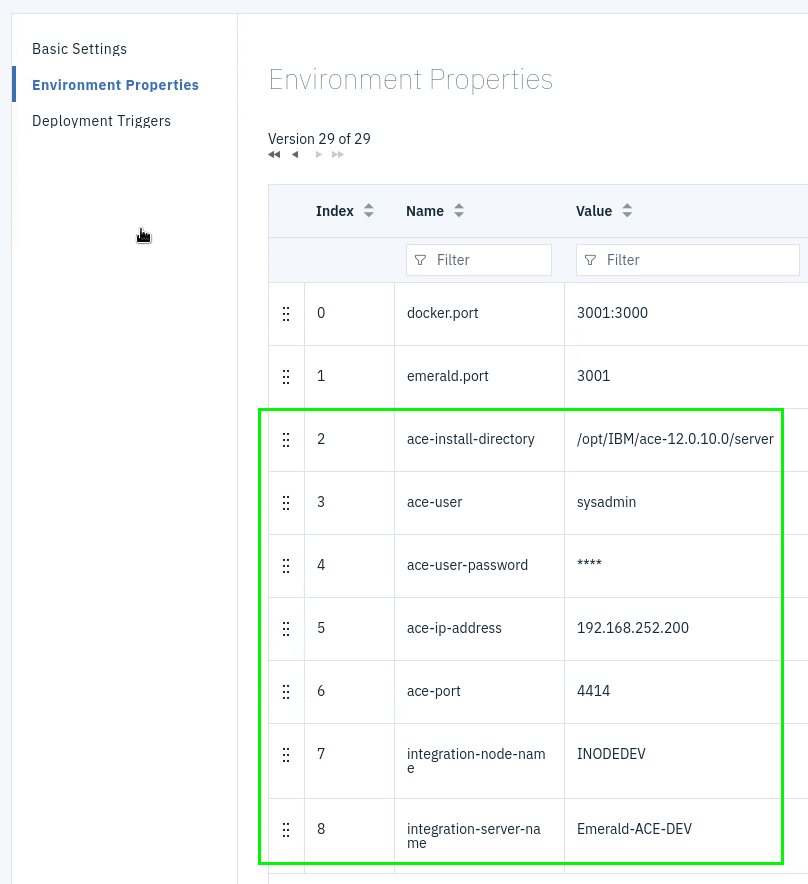 Basic Settings
Environment Properties
Deployment Triggers
Environment Properties
Version 29 of 29
Index Name Value
Filter Filter
0 docker.port 3001:3000
1 emerald.port 3001
2 ace-install-directory /opt/IBM/ace-12.0.10.0/server
3 ace-user sysadmin
4 ace-user-password ****
5 ace-ip-address 192.168.252.200
6 ace-port 4414
7 integration-node-nam INODEDEV
e
8 integration-server-na Emerald-ACE-DEV
me